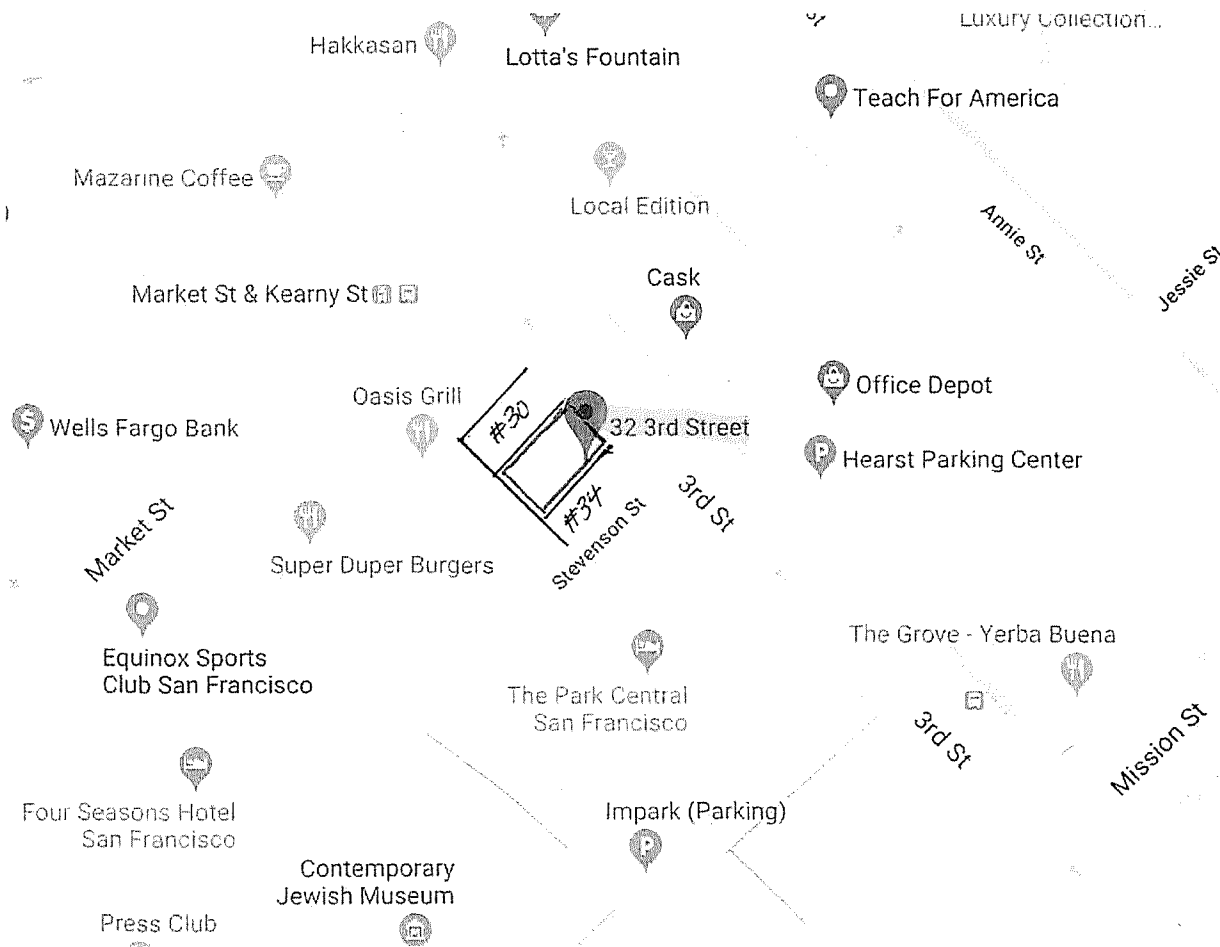 Luxury Collection...
St
Hakkasan
Lotta's Fountain
Teach For America
Mazarine Coffee
Local Edition
Annie St
Jessie St
Cask
Market St & Kearny St
Office Depot
Oasis Grill
#30
32 3rd Street
Wells Fargo Bank
Hearst Parking Center
#34
3rd St
Stevenson St
Market St
Super Duper Burgers
The Grove - Yerba Buena
Equinox Sports
Club San Francisco
The Park Central
San Francisco
3rd St
Mission St
Four Seasons Hotel
San Francisco
Impark (Parking)
P
Contemporary
Jewish Museum
Press Club